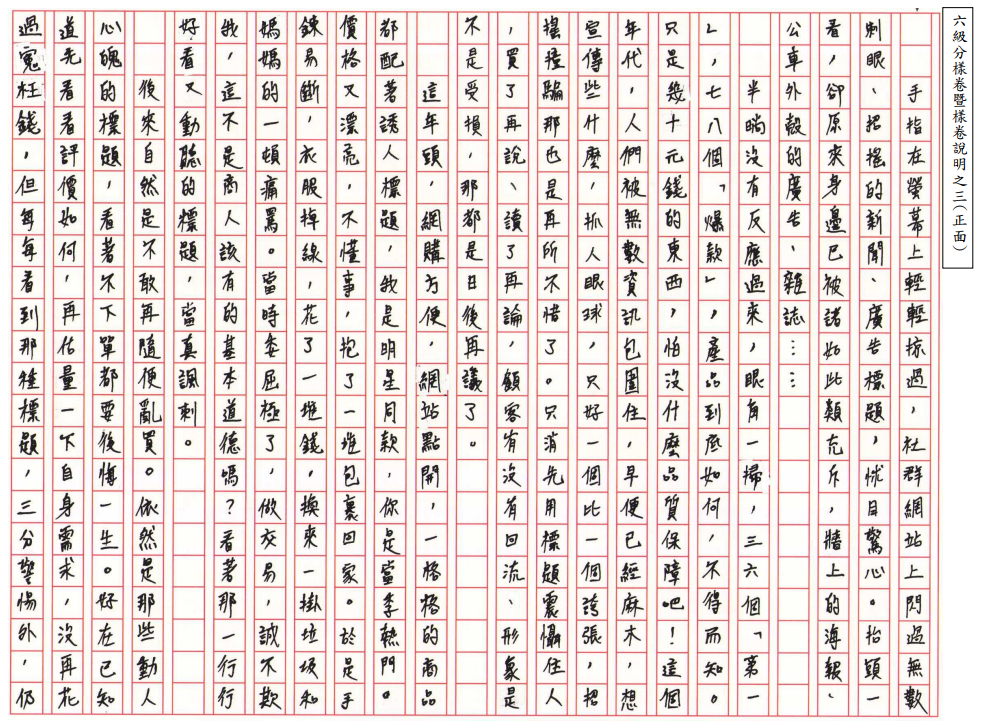 六級分樣卷暨樣卷說明之三(正面)
手指在螢幕上輕輕掠過,社群網站上閃過無數
刺眼、招搖的新聞、廣告標題,怵目驚心。抬頭一
看,卻原來身邊已被諸如此類充斥,牆上的海報、
公車外殼的廣告、雜誌……
半晌沒有反應過來,眼角一掃,三六個「第一
」,七八個「爆款」,產品到底如何,不得而知。
只是幾十元錢的東西,怕沒什麼品質保障吧!這個
年代,人們被無數資訊包圍住,早便已經麻木,想
宣傳些什麼,抓人眼球,只好一個比一個誇張,招
搖撞騙那也是再所不惜了。只消先用標題震懾住人
,買了再說、讀了再論,顧客有沒有回流、形象是
不是受損,那都是日後再議了。
這年頭,網購方便,網站點開,一格格的商品
都配著誘人標題,我是明星同款,你是當季熱門。
價格又漂亮,不懂事,抱了一堆包裹回家。於是手
鍊易斷,衣服掉線,花了一堆錢,換來一掛垃圾和
媽媽的一頓痛罵。當時委屈極了,做交易,誠不欺
我,這不是商人該有的基本道德嗎?看著那一行行
好看又動聽的標題,當真諷刺。
後來自然是不敢再隨便亂買。依然是那些動人
心魄的標題,看著不下單都要後悔一生。好在已知
道先看看評價如何,再估量一下自身需求,沒再花
過冤枉錢,但每每看到那種標題,三分警惕外,仍